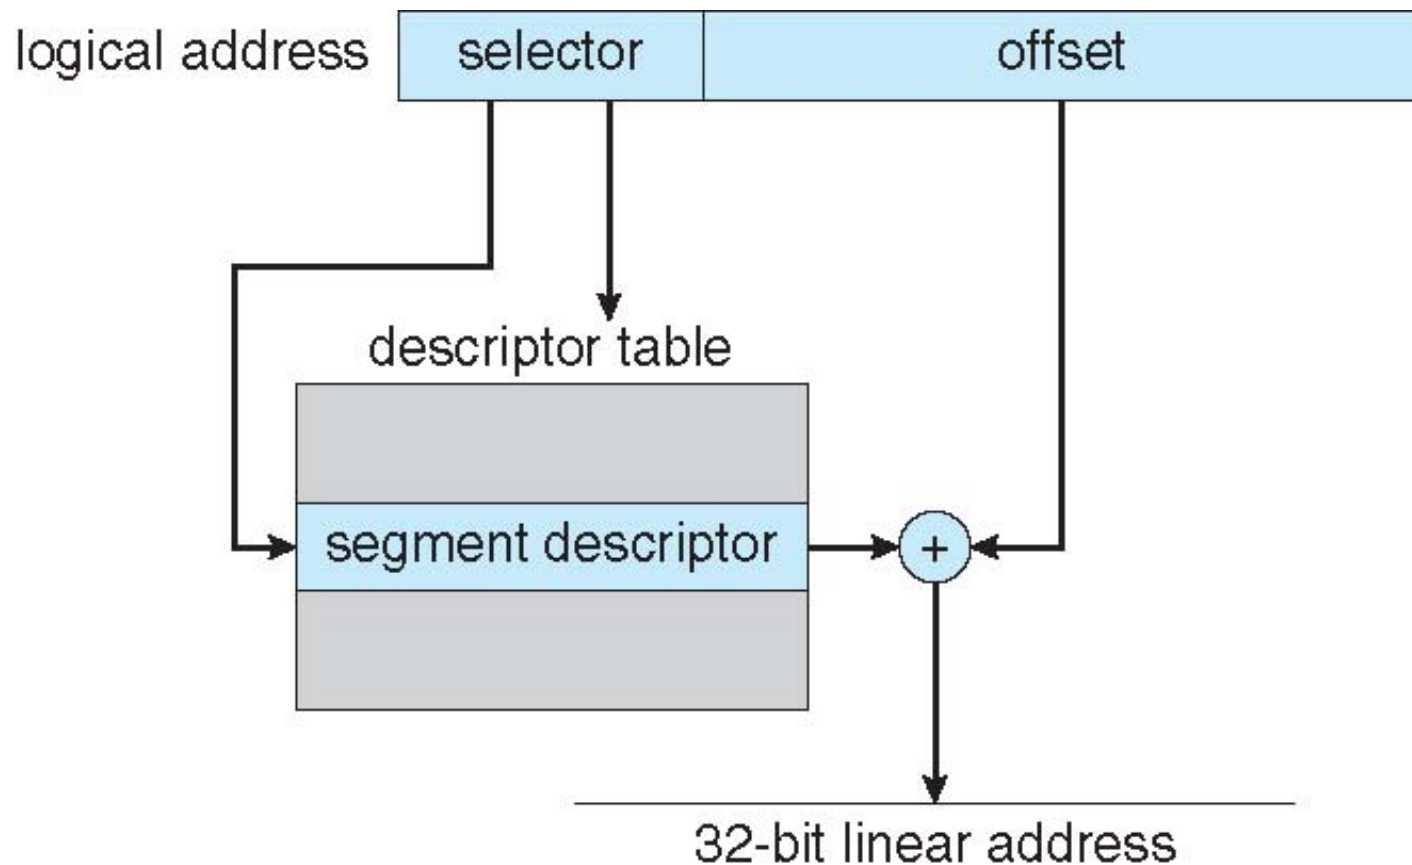 logical address selector offset
descriptor table
segment descriptor +
32-bit linear address